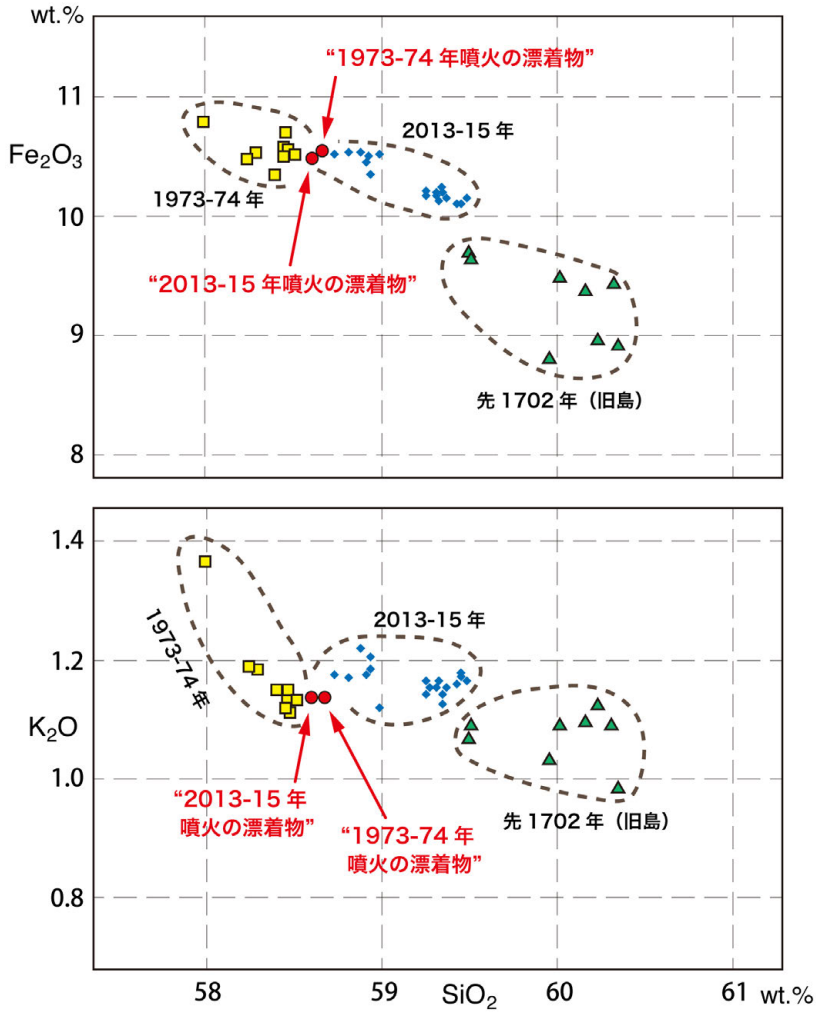 wt.%
“1973-74 年噴火の漂着物”
11
2013-15 年
Fe₂O₃
1973-74 年
10
“2013-15 年噴火の漂着物”
9
先 1702 年（旧島）
8
1.4
1973-74 年
2013-15 年
1.2
K₂O
1.0
“2013-15 年
噴火の漂着物”
“1973-74 年
噴火の漂着物”
先 1702 年（旧島）
0.8
58
59
SiO₂
60
61
wt.%